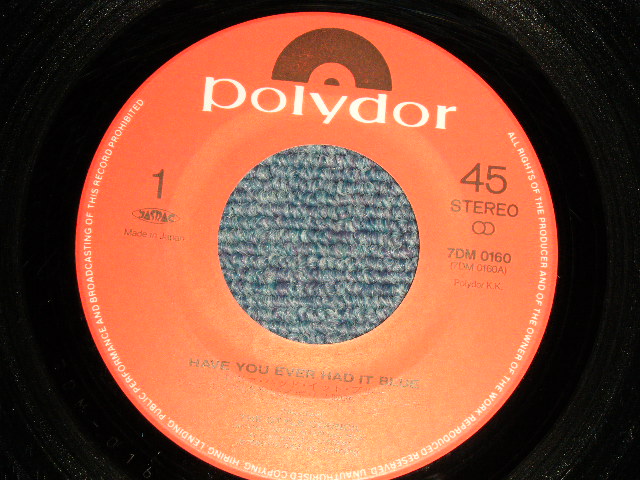 polydor
1
JASRAC
Made in Japan
45
STEREO
7DM 0160
(7DM 0160A)
Polydor K.K.
HAVE YOU EVER HAD IT BLUE
ALL RIGHTS OF THE PRODUCER AND OF THE OWNER OF THE WORK REPRODUCED RESERVED. UNAUTHORISED COPYING, HIRING, LENDING, PUBLIC PERFORMANCE AND BROADCASTING OF THIS RECORD PROHIBITED